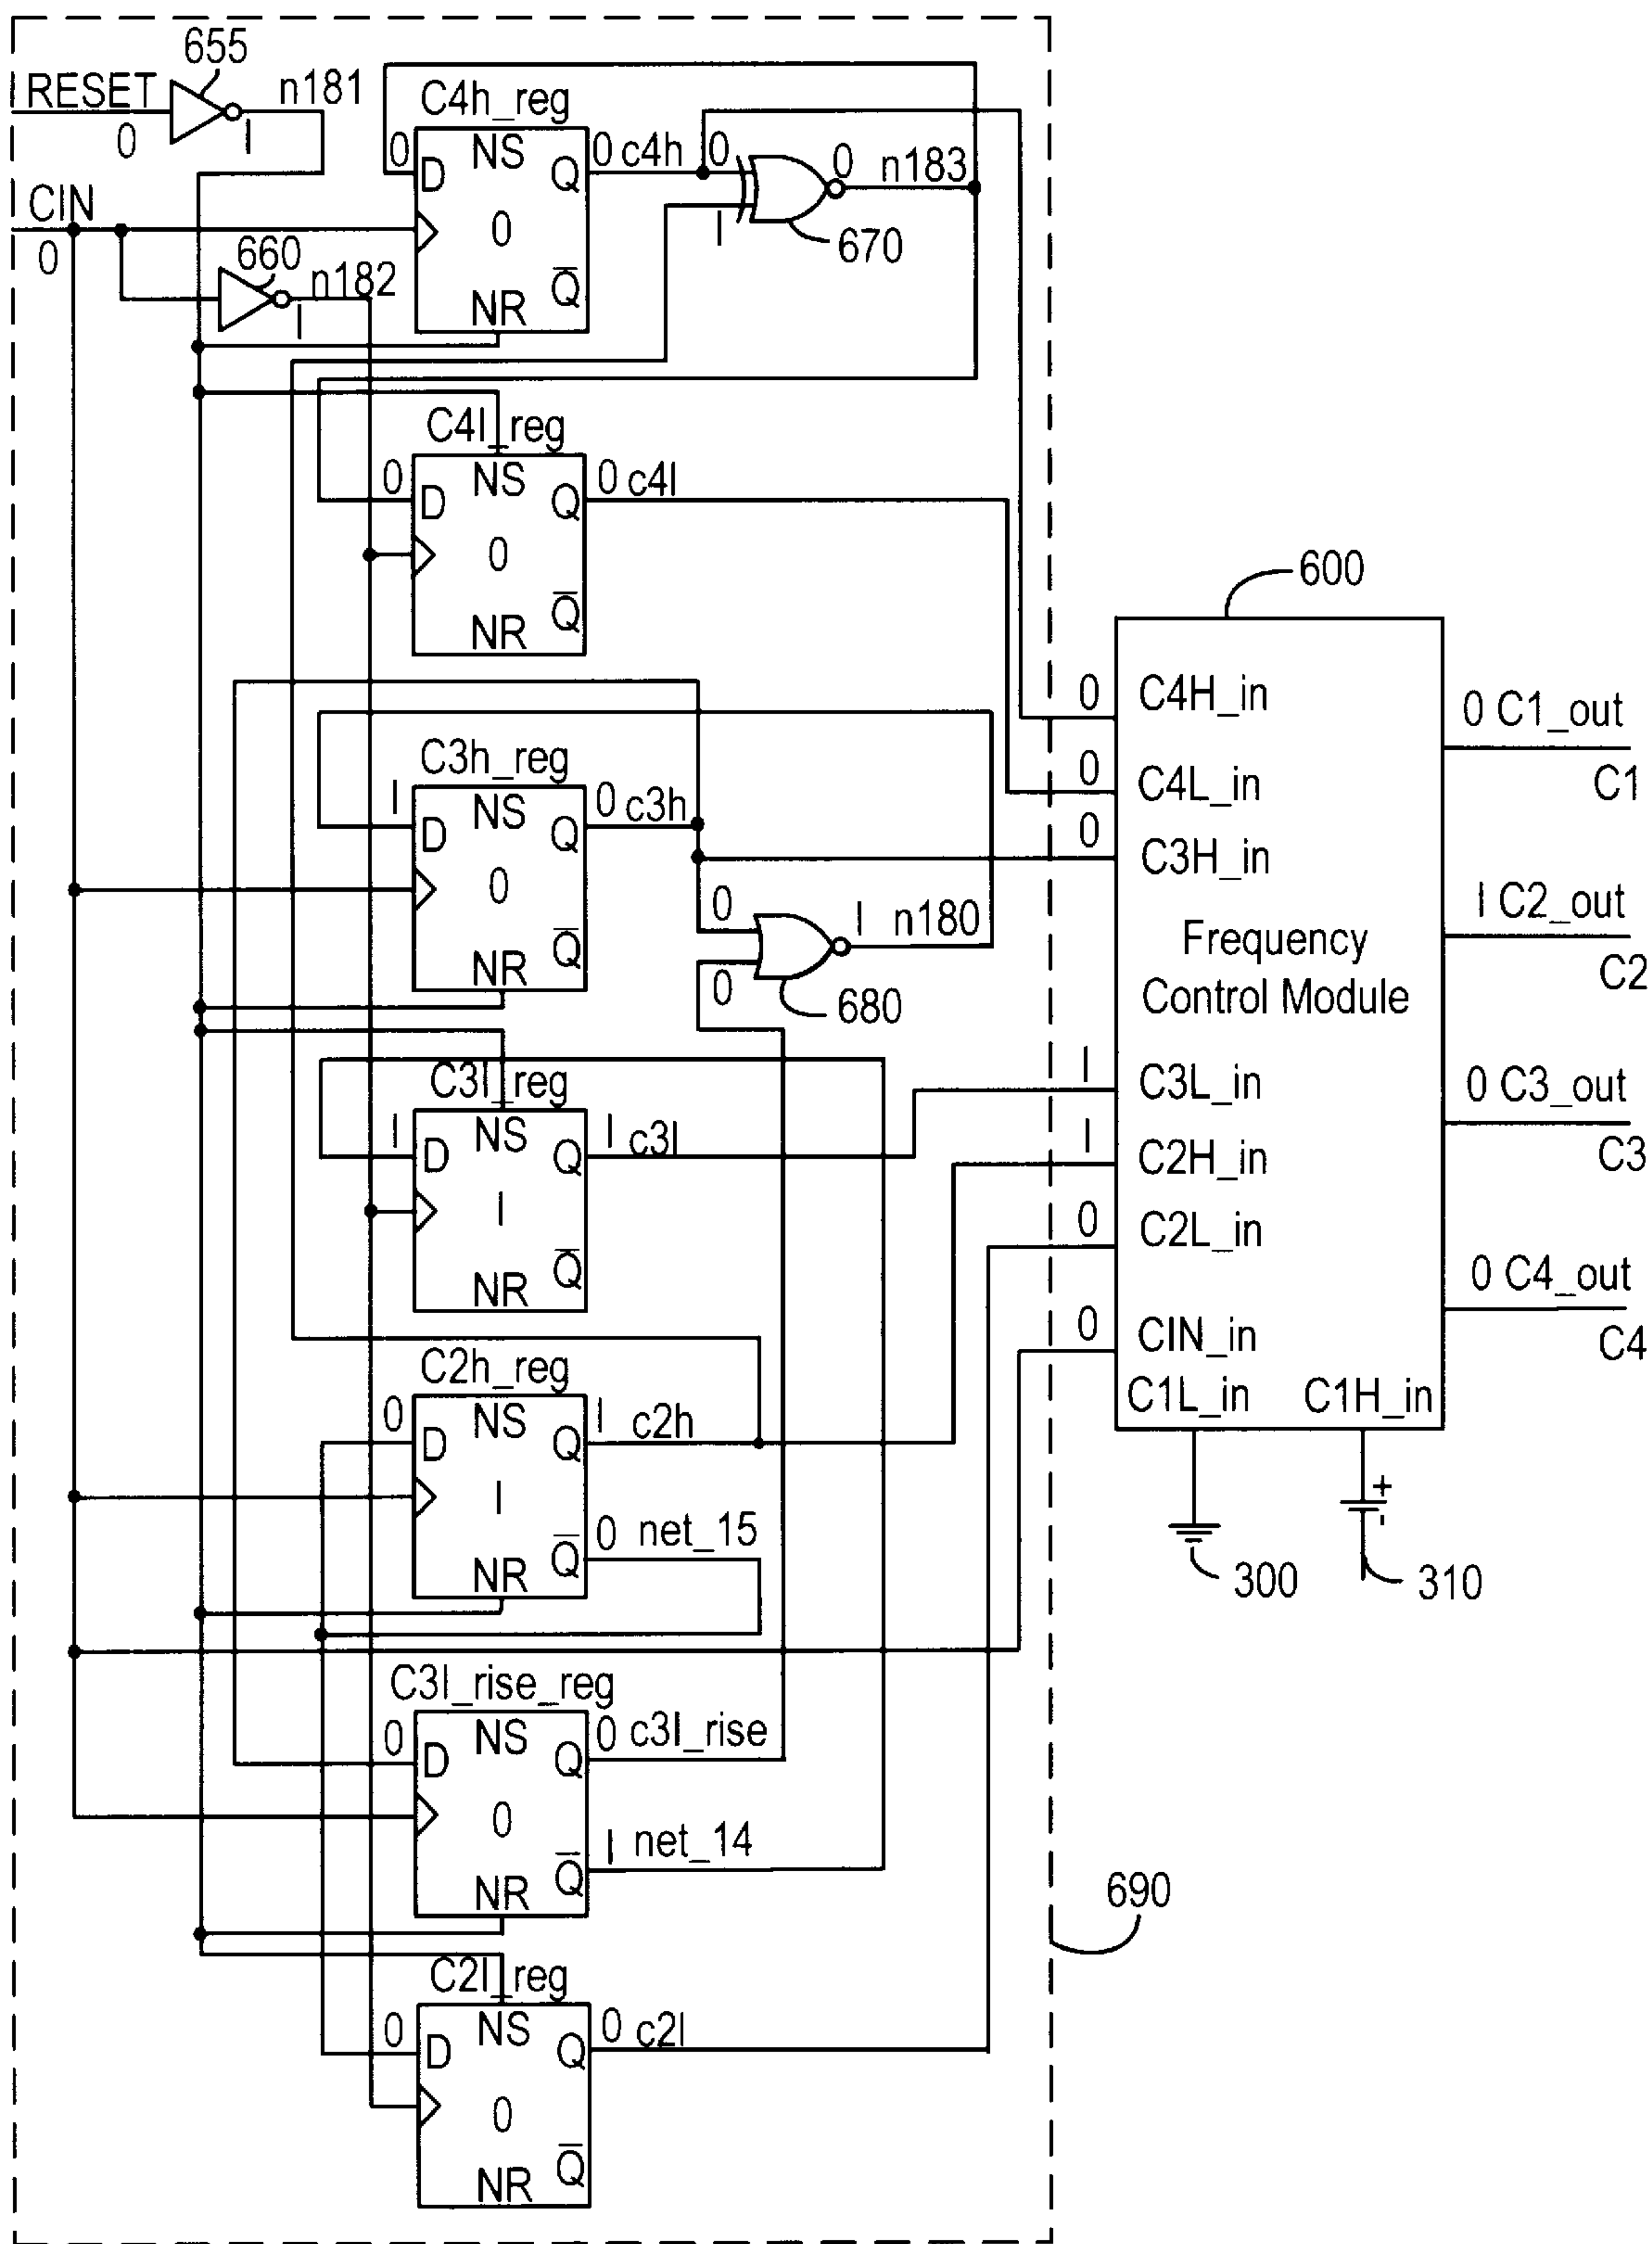 655
RESET
n181
0
I
CIN
0
660
n182
I
C4h_reg
0 D NS Q 0 c4h 0
0
Q
NR
I
0 n183
670
C4l_reg
0 D NS Q 0 c4l
0
Q
NR
C3h_reg
I D NS Q 0 c3h
0
Q
NR
0
0
I n180
680
C3l_reg
I D NS Q I c3l
I
Q
NR
C2h_reg
0 D NS Q I c2h
I
Q 0 net_15
NR
C3l_rise_reg
0 D NS Q 0 c3l_rise
0
Q I net_14
NR
C2l_reg
0 D NS Q 0 c2l
0
Q
NR
690
600
0 C4H_in
0 C4L_in
0 C3H_in
Frequency
Control Module
I C3L_in
I C2H_in
0 C2L_in
0 CIN_in
C1L_in C1H_in
0 C1_out
C1
I C2_out
C2
0 C3_out
C3
0 C4_out
C4
+
-
300
310